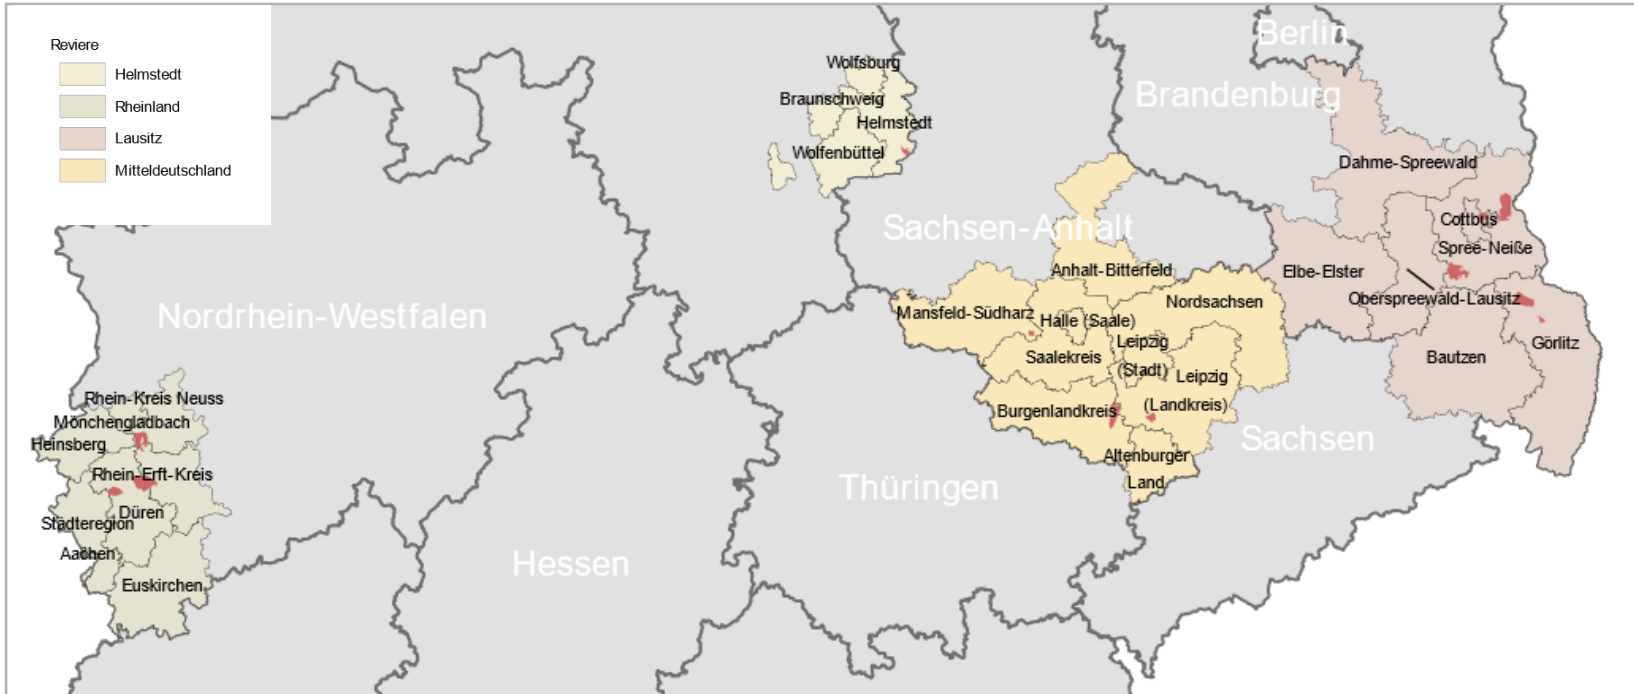 Reviere
Helmstedt
Rheinland
Lausitz
Mitteldeutschland
Berlin
Brandenburg
Wolfsburg
Braunschweig
Helmstedt
Wolfenbüttel
Dahme-Spreewald
Cottbus
Spree-Neiße
Elbe-Elster
Oberspreewald-Lausitz
Bautzen
Görlitz
Sachsen-Anhalt
Anhalt-Bitterfeld
Nordsachsen
Mansfeld-Südharz
Halle (Saale)
Saalekreis
Leipzig
(Stadt)
Leipzig
(Landkreis)
Burgenlandkreis
Altenburger
Land
Sachsen
Thüringen
Hessen
Nordrhein-Westfalen
Rhein-Kreis Neuss
Mönchengladbach
Heinsberg
Rhein-Erft-Kreis
Düren
Städteregion
Aachen
Euskirchen